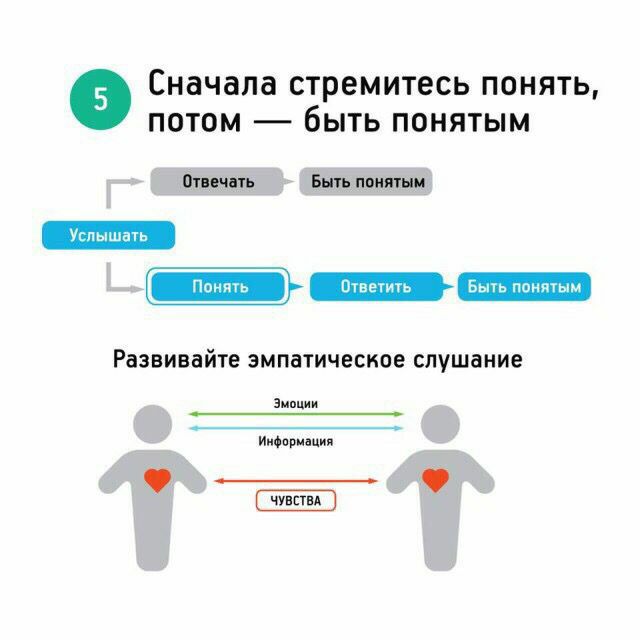 5
Сначала стремитесь понять,
потом — быть понятым
Отвечать
Быть понятым
Услышать
Понять
Ответить
Быть понятым
Развивайте эмпатическое слушание
Эмоции
Информация
ЧУВСТВА